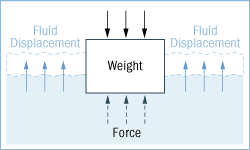 Fluid
Displacement
Fluid
Displacement
Weight
Force